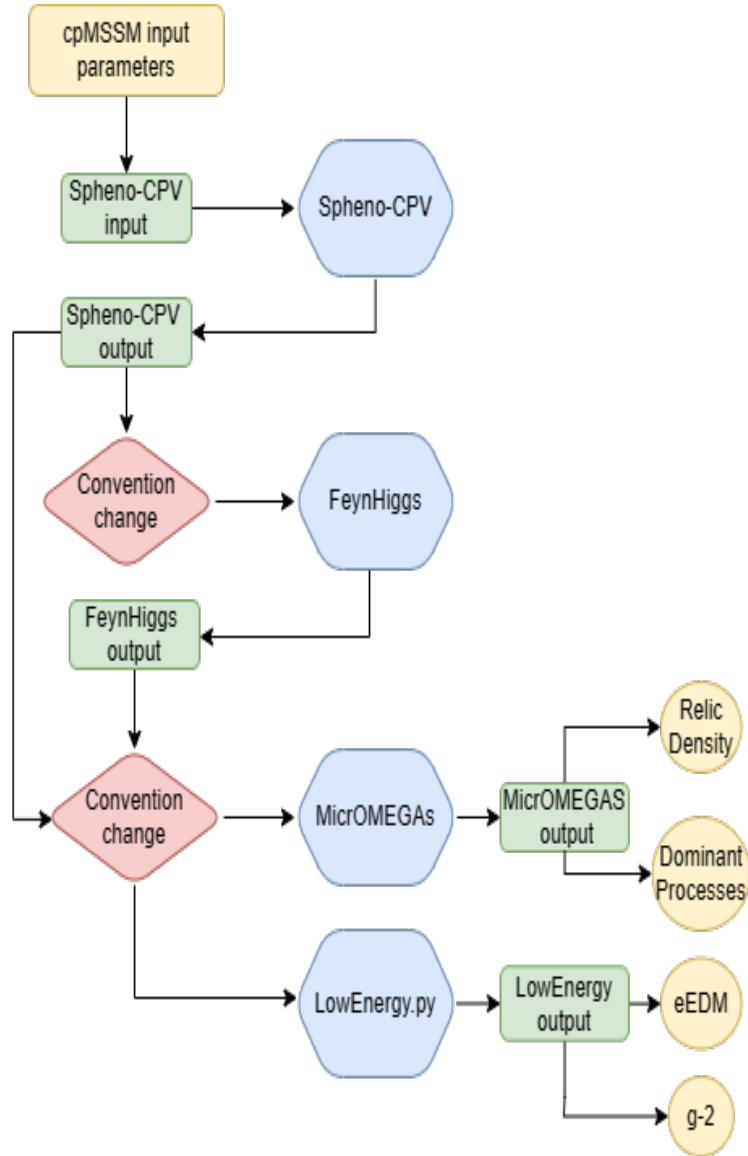 cpMSSM input
parameters
Spheno-CPV
input
Spheno-CPV
Spheno-CPV
output
Convention
change
FeynHiggs
FeynHiggs
output
Convention
change
MicrOMEGAs
MicrOMEGAS
output
Relic
Density
Dominant
Processes
LowEnergy.py
LowEnergy
output
eEDM
g-2